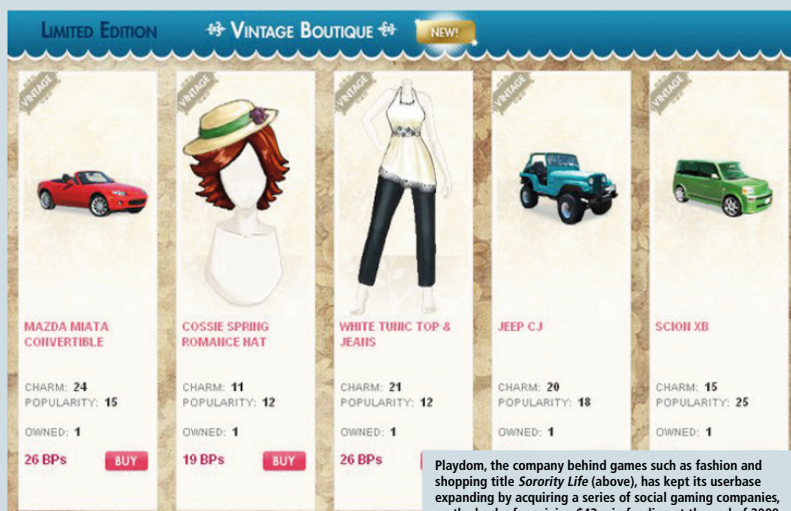 LIMITED EDITION
VINTAGE BOUTIQUE
NEW!
VINTAGE
MAZDA MIATA
CONVERTIBLE
CHARM: 24
POPULARITY: 15
OWNED: 1
26 BPs
BUY
VINTAGE
COSSIE SPRING
ROMANCE HAT
CHARM: 11
POPULARITY: 12
OWNED: 1
19 BPs
BUY
VINTAGE
WHITE TUNIC TOP &
JEANS
CHARM: 21
POPULARITY: 12
OWNED: 1
26 BPs
VINTAGE
JEEP CJ
CHARM: 20
POPULARITY: 18
OWNED: 1
VINTAGE
SCION XB
CHARM: 15
POPULARITY: 25
OWNED: 1
Playdom, the company behind games such as fashion and
shopping title Sorority Life (above), has kept its userbase
expanding by acquiring a series of social gaming companies,